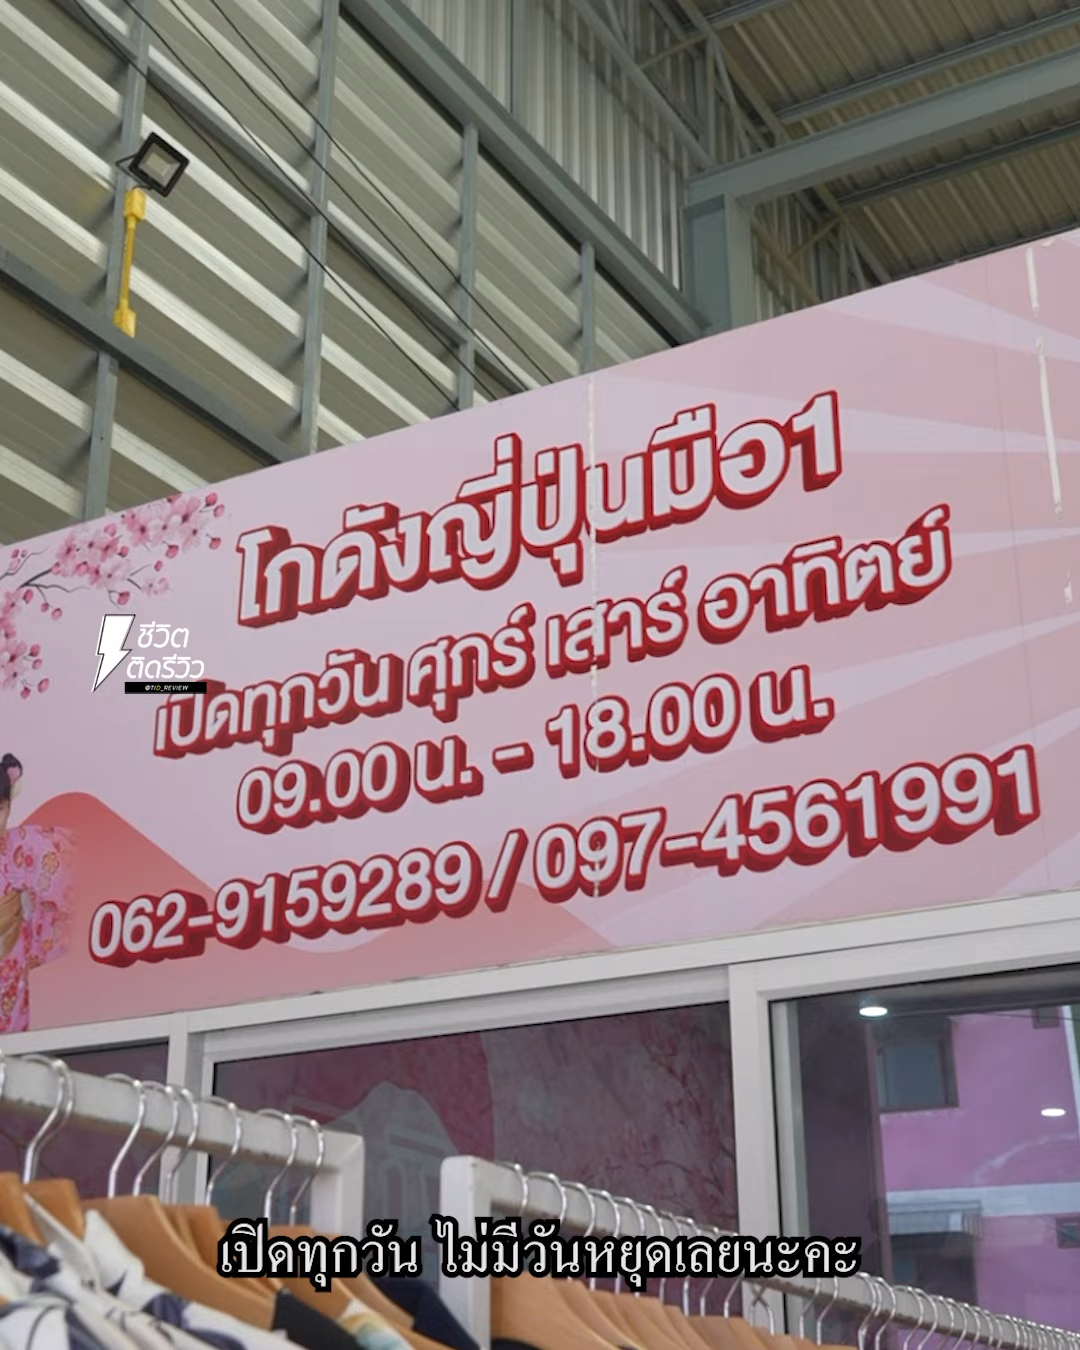 โกดังญี่ปุ่นมือ1
เปิดทุกวัน ศุกร์ เสาร์ อาทิตย์
09.00 น. - 18.00 น.
062-9159289 / 097-4561991
ชีวิต
ติดรีวิว
@TID_REVIEW
เปิดทุกวัน ไม่มีวันหยุดเลยนะคะ